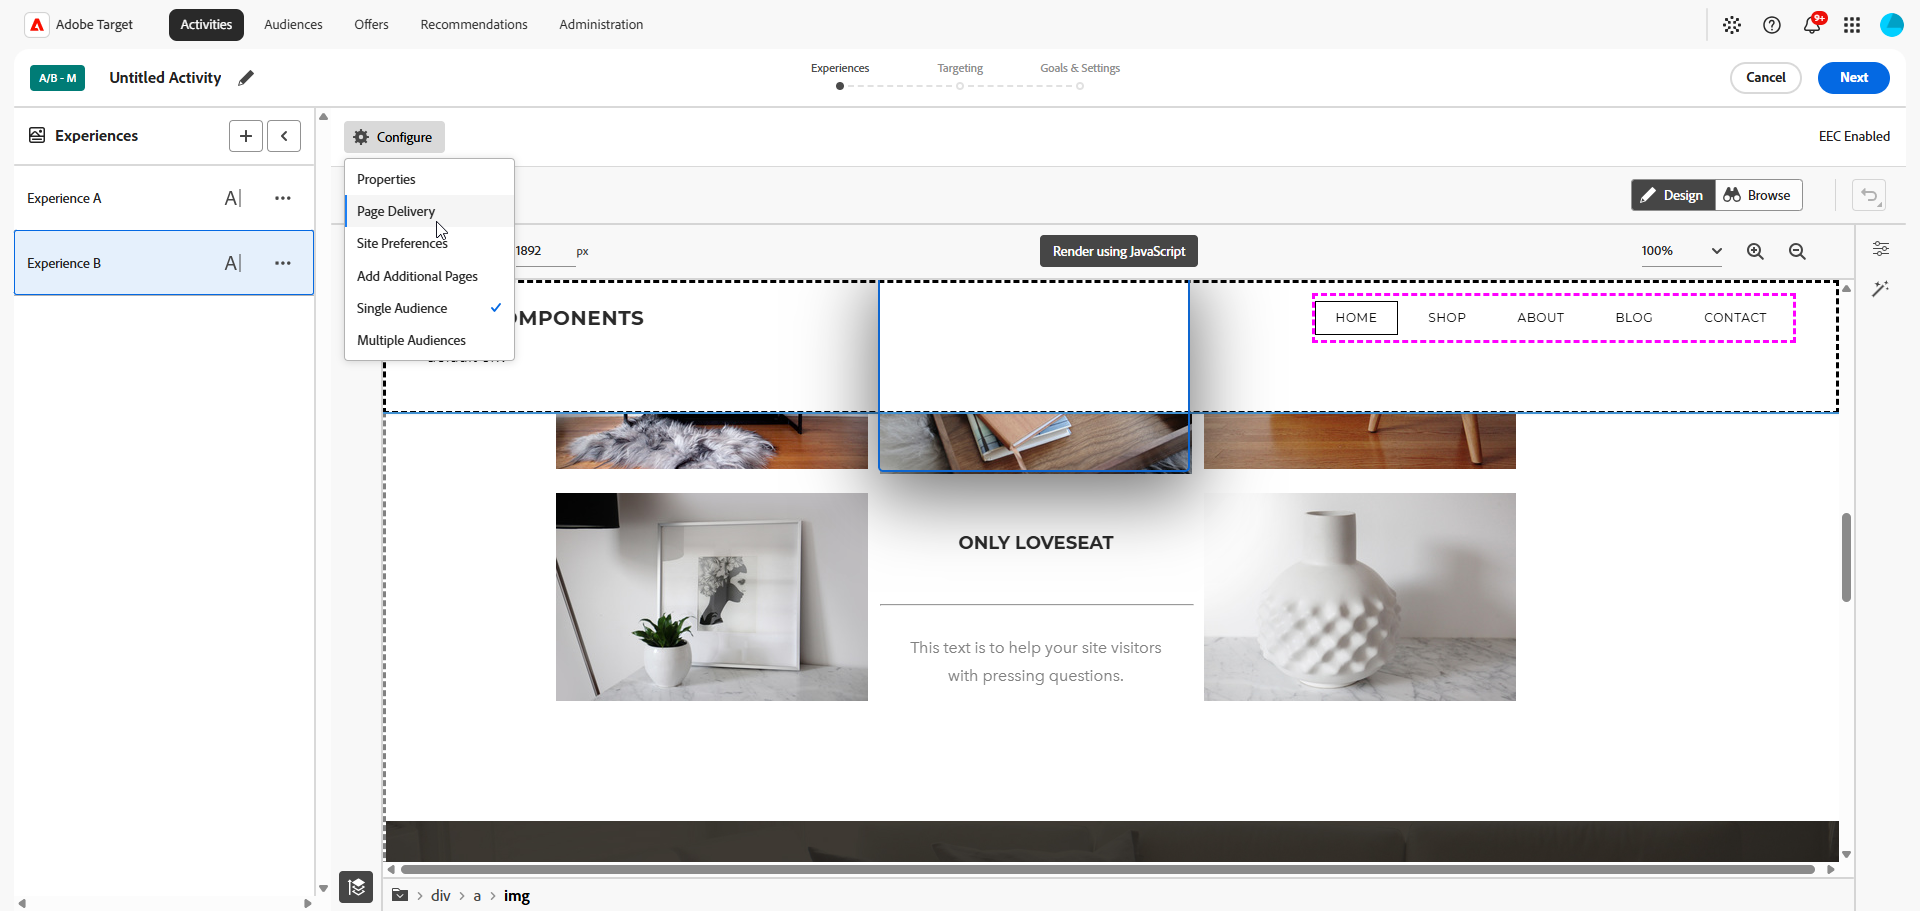 Adobe Target
Activities
Audiences
Offers
Recommendations
Administration
9+
A/B - M
Untitled Activity
Experiences
Targeting
Goals & Settings
Cancel
Next
Experiences
Configure
EEC Enabled
Experience A
A
Experience B
A
Properties
Page Delivery
Site Preferences
Add Additional Pages
Single Audience
Multiple Audiences
Design
Browse
1892
px
Render using JavaScript
100%
OMPONENTS
HOME
SHOP
ABOUT
BLOG
CONTACT
ONLY LOVESEAT
This text is to help your site visitors
with pressing questions.
div
a
img